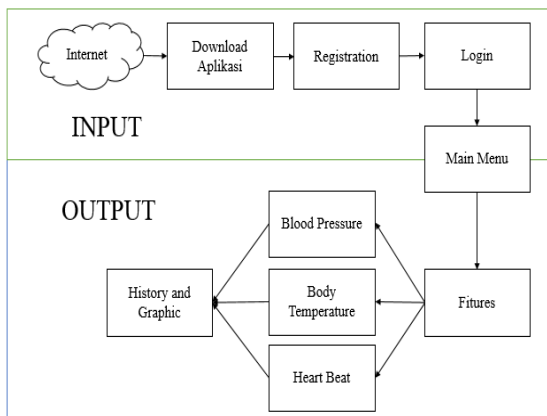 Internet
Download
Aplikasi
Registration
Login
INPUT
Main Menu
OUTPUT
Blood Pressure
History and
Graphic
Body
Temperature
Fitures
Heart Beat